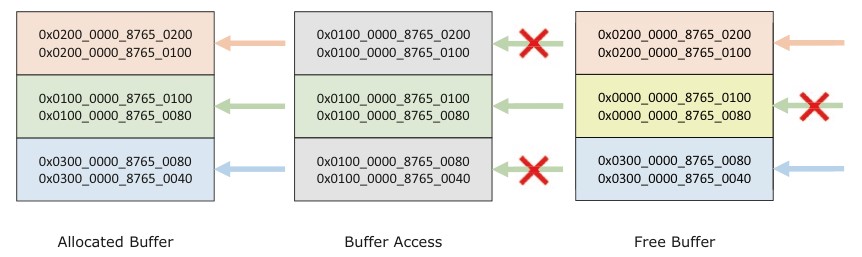 0x0200_0000_8765_0200
0x0200_0000_8765_0100
0x0100_0000_8765_0100
0x0100_0000_8765_0080
0x0300_0000_8765_0080
0x0300_0000_8765_0040
Allocated Buffer
0x0100_0000_8765_0200
0x0100_0000_8765_0100
0x0100_0000_8765_0100
0x0100_0000_8765_0080
0x0100_0000_8765_0080
0x0100_0000_8765_0040
Buffer Access
0x0200_0000_8765_0200
0x0200_0000_8765_0100
0x0000_0000_8765_0100
0x0000_0000_8765_0080
0x0300_0000_8765_0080
0x0300_0000_8765_0040
Free Buffer